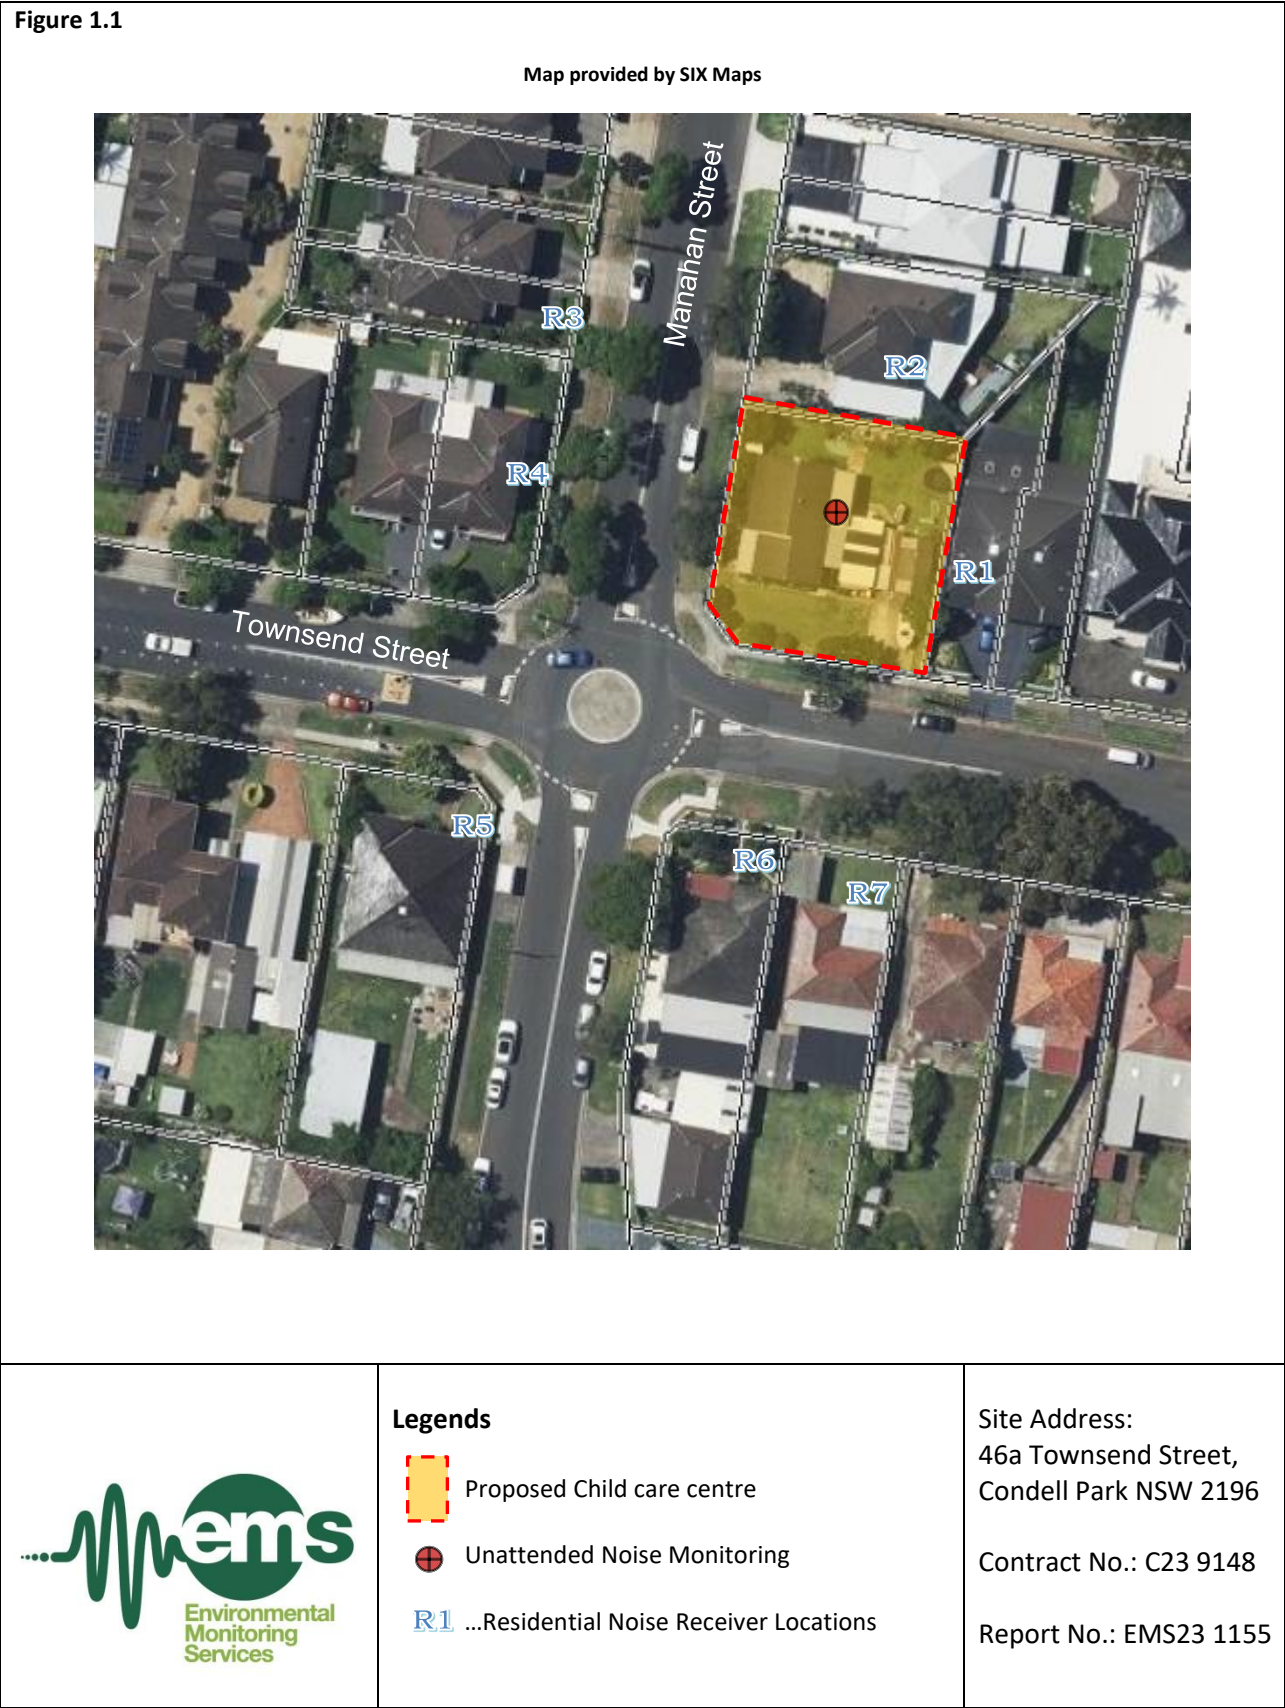 Figure 1.1
Map provided by SIX Maps
Manahan Street
R3
R2
R4
R1
Townsend Street
R5
R6
R7
ems
Environmental
Monitoring
Services
Legends
Proposed Child care centre
Unattended Noise Monitoring
R1 ...Residential Noise Receiver Locations
Site Address:
46a Townsend Street,
Condell Park NSW 2196
Contract No.: C23 9148
Report No.: EMS23 1155